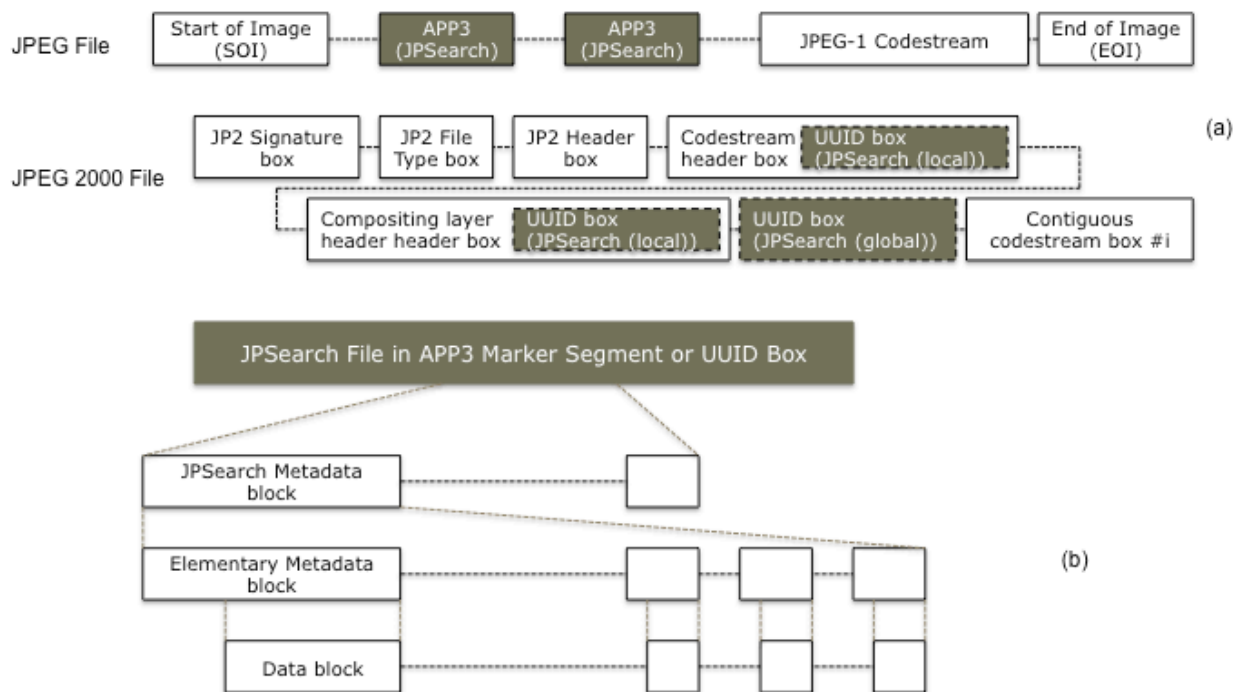 JPEG File
Start of Image
(SOI)
APP3
(JPSearch)
APP3
(JPSearch)
JPEG-1 Codestream
End of Image
(EOI)
(a)
JPEG 2000 File
JP2 Signature
box
JP2 File
Type box
JP2 Header
box
Codestream
header box
UUID box
(JPSearch (local))
Compositing layer
header header box
UUID box
(JPSearch (local))
UUID box
(JPSearch (global))
Contiguous
codestream box #i
JPSearch File in APP3 Marker Segment or UUID Box
JPSearch Metadata
block
Elementary Metadata
block
(b)
Data block